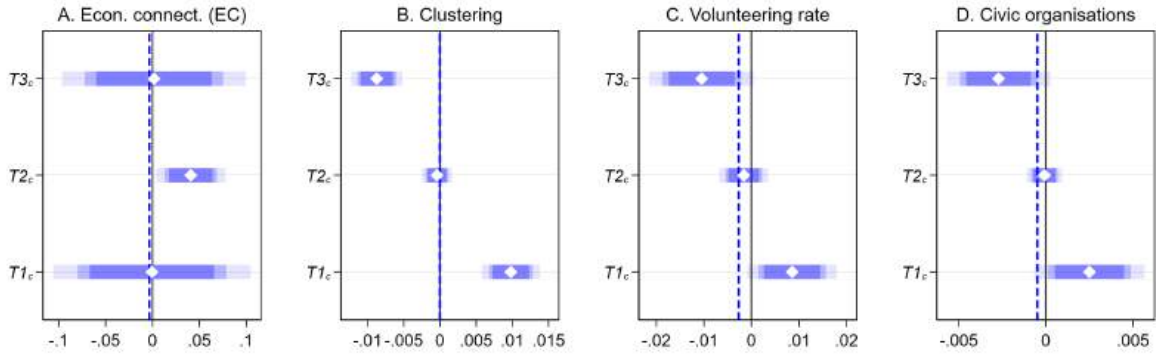 A. Econ. connect. (EC)
B. Clustering
C. Volunteering rate
D. Civic organisations
T3c
T2c
T1c
-.1 -.05 0 .05 .1
T3c
T2c
T1c
-.01 -.005 0 .005 .01 .015
T3c
T2c
T1c
-.02 -.01 0 .01 .02
T3c
T2c
T1c
-.005 0 .005